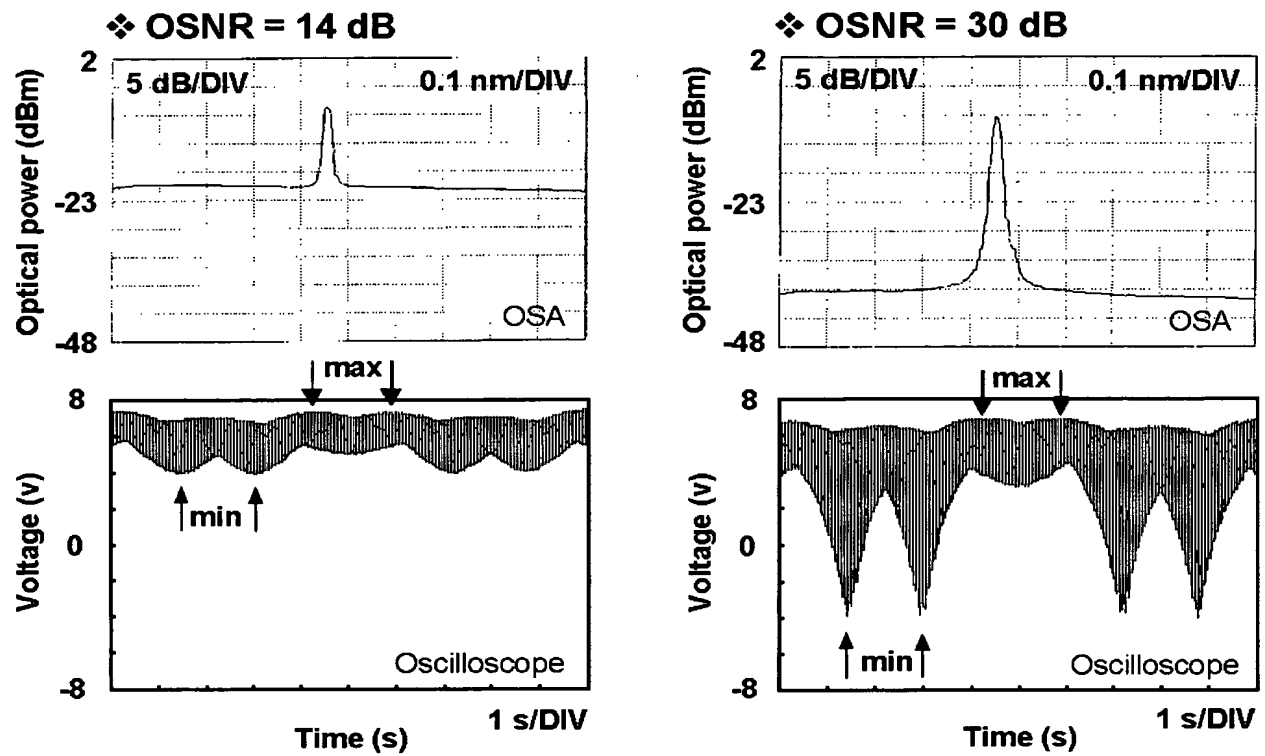 ❖ OSNR = 14 dB
2
5 dB/DIV
0.1 nm/DIV
Optical power (dBm)
-23
OSA
-48
max
8
Voltage (v)
0
min
Oscilloscope
-8
Time (s)
1 s/DIV
❖ OSNR = 30 dB
2
5 dB/DIV
0.1 nm/DIV
Optical power (dBm)
-23
OSA
-48
max
8
Voltage (v)
0
min
Oscilloscope
-8
Time (s)
1 s/DIV